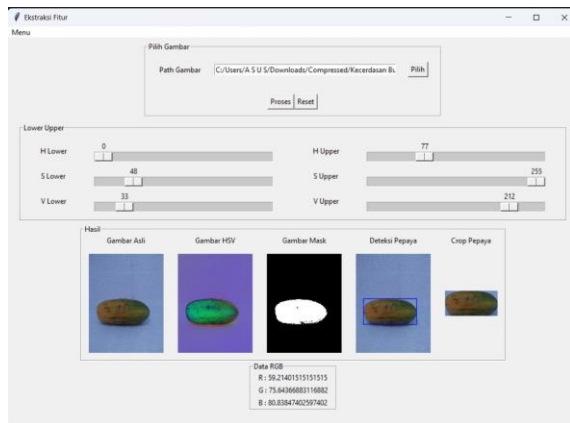 Ekstraksi Fitur
Menu
Pilih Gambar
Path Gambar C:/Users/A S U S/Downloads/Compressed/Kecerdasan Bu
Pilih
Proses Reset
Lower Upper
H Lower 0 H Upper 77
S Lower 48 S Upper 255
V Lower 33 V Upper 212
Hasil
Gambar Asli Gambar HSV Gambar Mask Deteksi Pepaya Crop Pepaya
Data RGB
R : 59.21401515151515
G : 75.64366883116882
B : 80.83847402597402